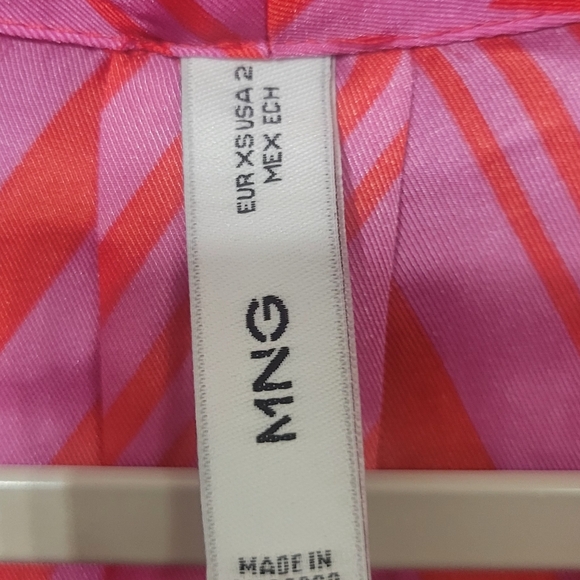 EUR XS USA 2
MEX ECH
MNG
MADE IN